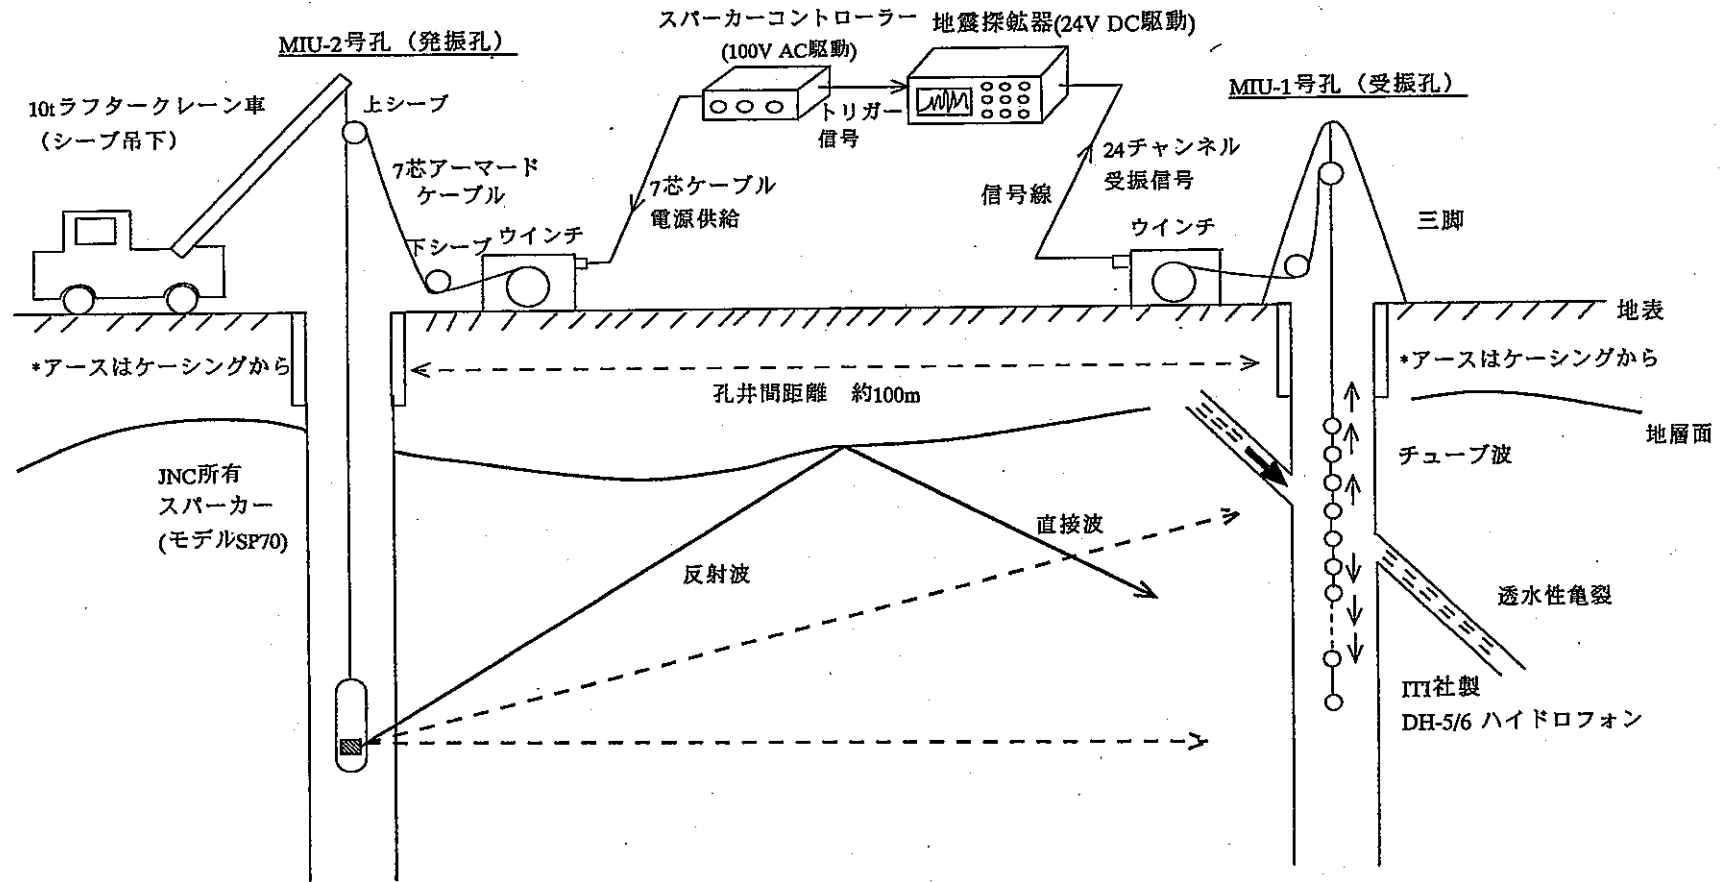 スパーカーコントローラー
(100V AC駆動)
地震探鉱器(24V DC駆動)
MIU-2号孔（発振孔）
MIU-1号孔（受振孔）
10tラフタークレーン車
（シーブ吊下）
上シーブ
トリガー
信号
7芯アーマード
ケーブル
7芯ケーブル
電源供給
24チャンネル
受振信号
信号線
下シーブ
ウインチ
ウインチ
三脚
地表
*アースはケーシングから
*アースはケーシングから
孔井間距離　約100m
地層面
チューブ波
JNC所有
スパーカー
(モデルSP70)
直接波
反射波
透水性亀裂
ITI社製
DH-5/6 ハイドロフォン